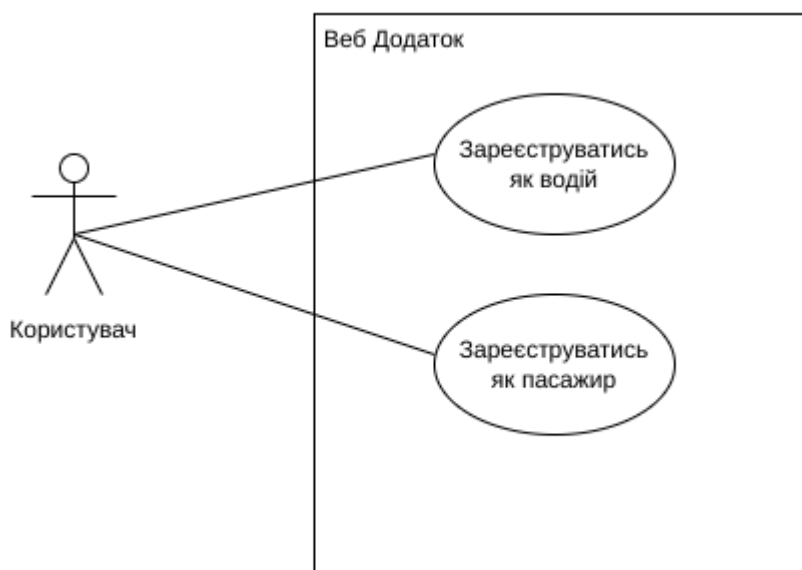 Веб Додаток
Зареєструватись
як водій
Користувач
Зареєструватись
як пасажир